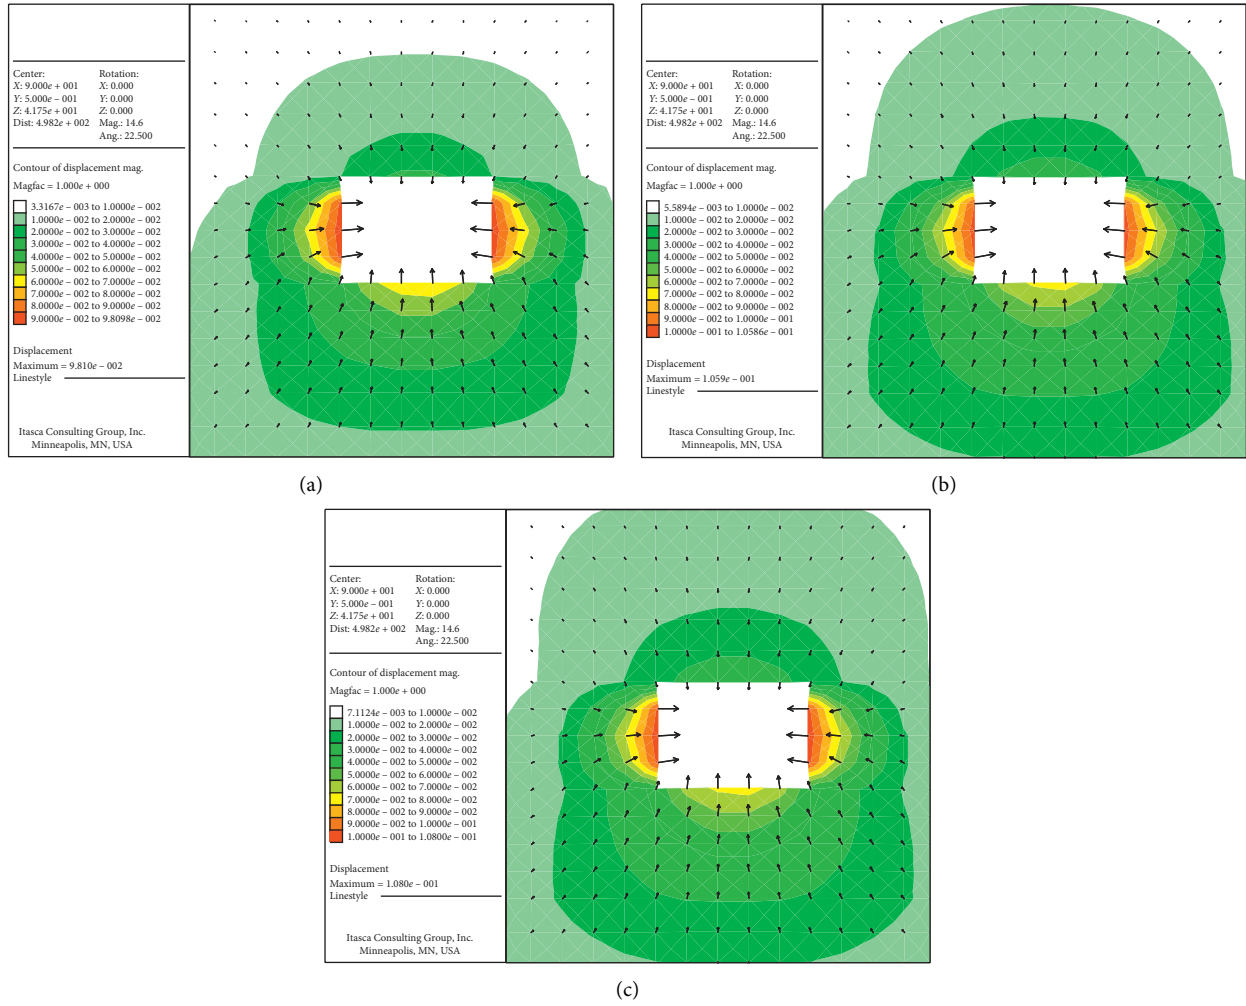 Center: Rotation:
X: 9.000e + 001 X: 0.000
Y: 5.000e – 001 Y: 0.000
Z: 4.175e + 001 Z: 0.000
Dist: 4.982e + 002 Mag.: 14.6
Ang.: 22.500
Contour of displacement mag.
Magfac = 1.000e + 000
3.3167e – 003 to 1.0000e – 002
1.0000e – 002 to 2.0000e – 002
2.0000e – 002 to 3.0000e – 002
3.0000e – 002 to 4.0000e – 002
4.0000e – 002 to 5.0000e – 002
5.0000e – 002 to 6.0000e – 002
6.0000e – 002 to 7.0000e – 002
7.0000e – 002 to 8.0000e – 002
8.0000e – 002 to 9.0000e – 002
9.0000e – 002 to 9.8098e – 002
Displacement
Maximum = 9.810e – 002
Linestyle
Itasca Consulting Group, Inc.
Minneapolis, MN, USA
(a)
Center: Rotation:
X: 9.000e + 001 X: 0.000
Y: 5.000e – 001 Y: 0.000
Z: 4.175e + 001 Z: 0.000
Dist: 4.982e + 002 Mag.: 14.6
Ang.: 22.500
Contour of displacement mag.
Magfac = 1.000e + 000
5.5894e – 003 to 1.0000e – 002
1.0000e – 002 to 2.0000e – 002
2.0000e – 002 to 3.0000e – 002
3.0000e – 002 to 4.0000e – 002
4.0000e – 002 to 5.0000e – 002
5.0000e – 002 to 6.0000e – 002
6.0000e – 002 to 7.0000e – 002
7.0000e – 002 to 8.0000e – 002
8.0000e – 002 to 9.0000e – 002
9.0000e – 002 to 1.0000e – 001
1.0000e – 001 to 1.0586e – 001
Displacement
Maximum = 1.059e – 001
Linestyle
Itasca Consulting Group, Inc.
Minneapolis, MN, USA
(b)
Center: Rotation:
X: 9.000e + 001 X: 0.000
Y: 5.000e – 001 Y: 0.000
Z: 4.175e + 001 Z: 0.000
Dist: 4.982e + 002 Mag.: 14.6
Ang.: 22.500
Contour of displacement mag.
Magfac = 1.000e + 000
7.1124e – 003 to 1.0000e – 002
1.0000e – 002 to 2.0000e – 002
2.0000e – 002 to 3.0000e – 002
3.0000e – 002 to 4.0000e – 002
4.0000e – 002 to 5.0000e – 002
5.0000e – 002 to 6.0000e – 002
6.0000e – 002 to 7.0000e – 002
7.0000e – 002 to 8.0000e – 002
8.0000e – 002 to 9.0000e – 002
9.0000e – 002 to 1.0000e – 001
1.0000e – 001 to 1.0800e – 001
Displacement
Maximum = 1.080e – 001
Linestyle
Itasca Consulting Group, Inc.
Minneapolis, MN, USA
(c)